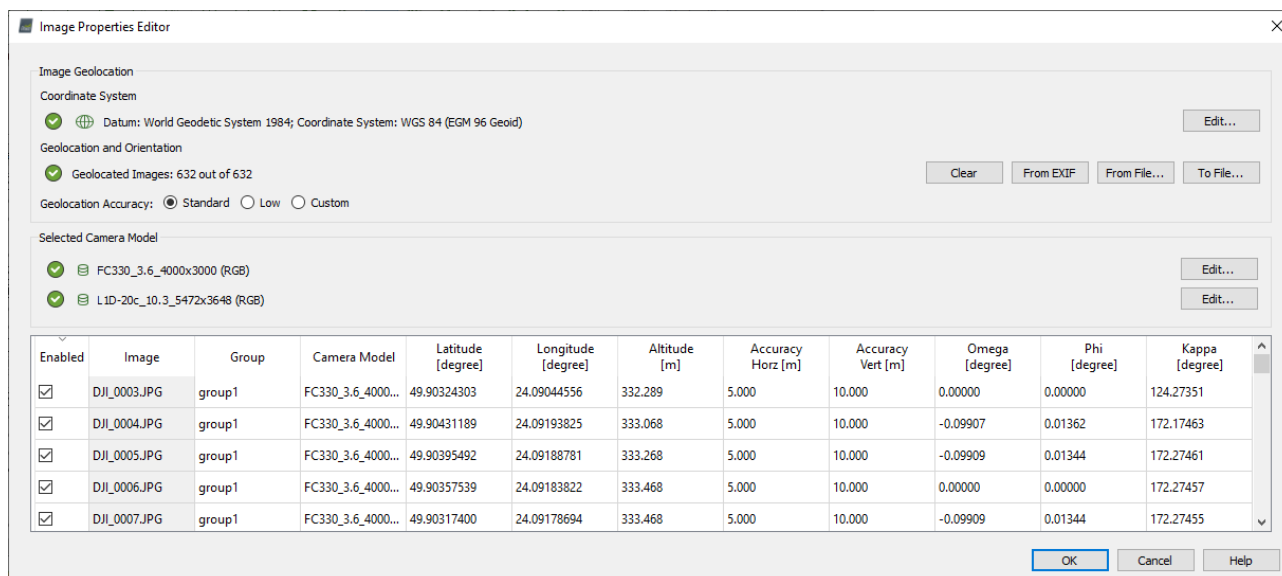 Image Properties Editor
Image Geolocation
Coordinate System
Datum: World Geodetic System 1984; Coordinate System: WGS 84 (EGM 96 Geoid) Edit...
Geolocation and Orientation
Geolocated Images: 632 out of 632 Clear From EXIF From File... To File...
Geolocation Accuracy: Standard Low Custom
Selected Camera Model
FC330_3.6_4000x3000 (RGB) Edit...
L1D-20c_10.3_5472x3648 (RGB) Edit...
Enabled Image Group Camera Model Latitude [degree] Longitude [degree] Altitude [m] Accuracy Horz [m] Accuracy Vert [m] Omega [degree] Phi [degree] Kappa [degree]
DJI_0003.JPG group1 FC330_3.6_4000... 49.90324303 24.09044556 332.289 5.000 10.000 0.00000 0.00000 124.27351
DJI_0004.JPG group1 FC330_3.6_4000... 49.90431189 24.09193825 333.068 5.000 10.000 -0.09907 0.01362 172.17463
DJI_0005.JPG group1 FC330_3.6_4000... 49.90395492 24.09188781 333.268 5.000 10.000 -0.09909 0.01344 172.27461
DJI_0006.JPG group1 FC330_3.6_4000... 49.90357539 24.09183822 333.468 5.000 10.000 0.00000 0.00000 172.27457
DJI_0007.JPG group1 FC330_3.6_4000... 49.90317400 24.09178694 333.468 5.000 10.000 -0.09909 0.01344 172.27455
OK Cancel Help